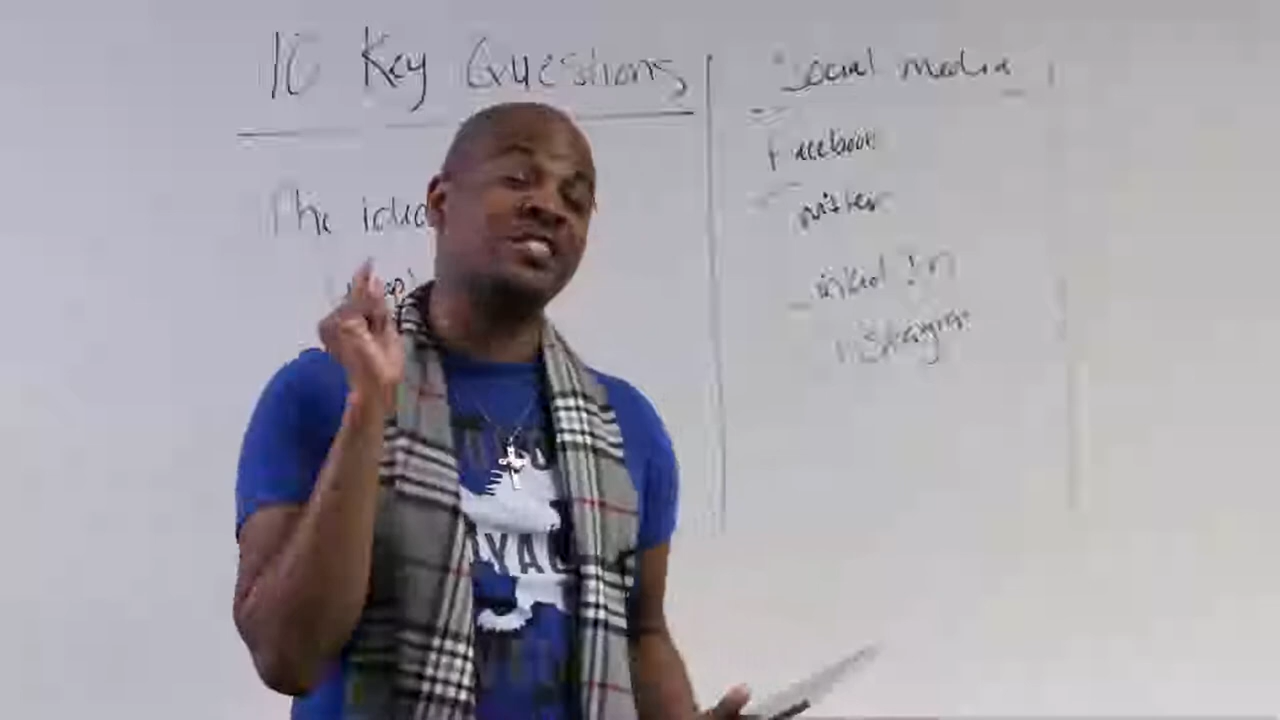 10 Key Questions
The idea
Social media
Facebook
Twitter
Linked In
Instagram